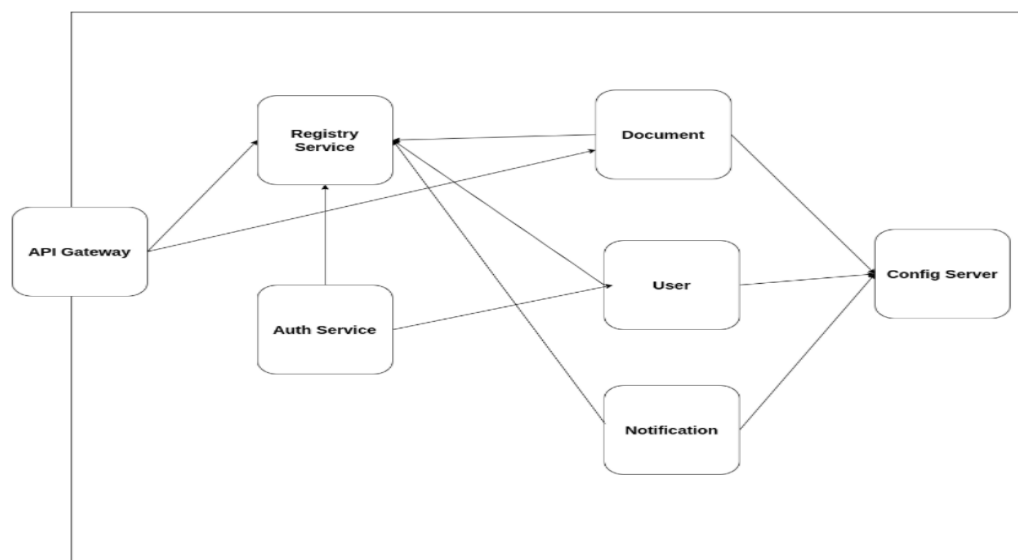 Registry
Service
Document
API Gateway
User
Config Server
Auth Service
Notification